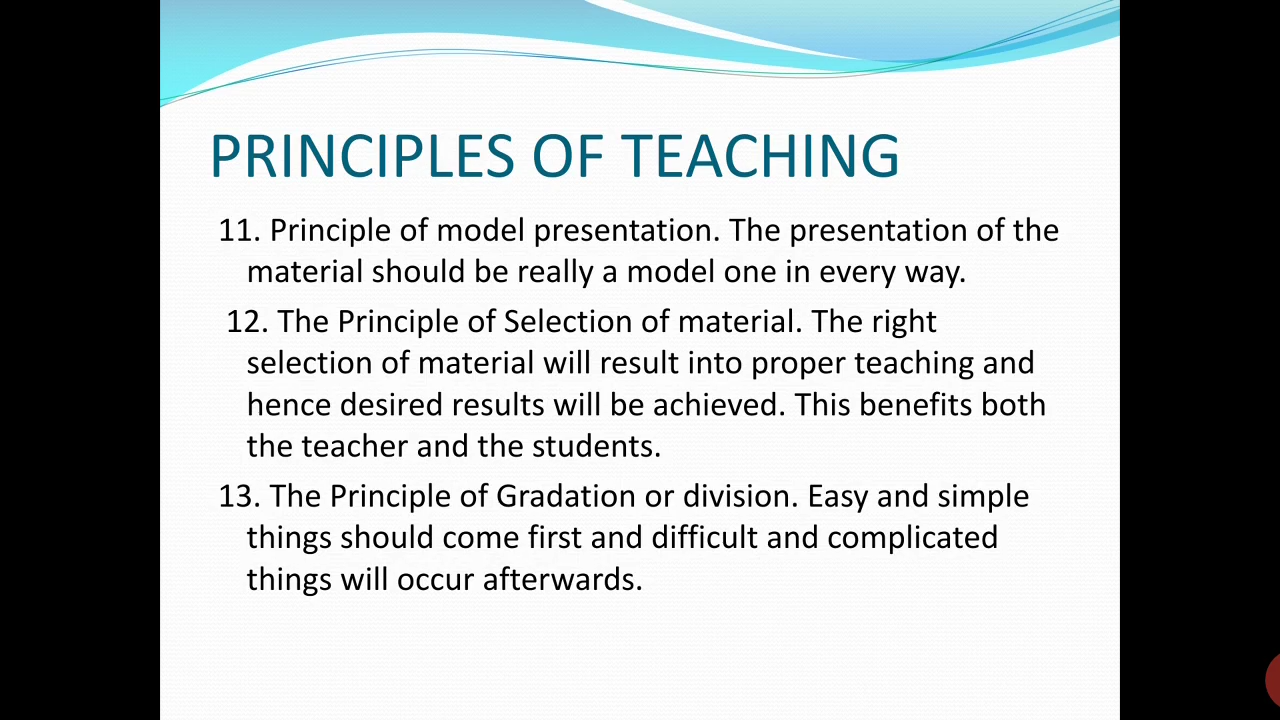 PRINCIPLES OF TEACHING
11. Principle of model presentation. The presentation of the
material should be really a model one in every way.
12. The Principle of Selection of material. The right
selection of material will result into proper teaching and
hence desired results will be achieved. This benefits both
the teacher and the students.
13. The Principle of Gradation or division. Easy and simple
things should come first and difficult and complicated
things will occur afterwards.